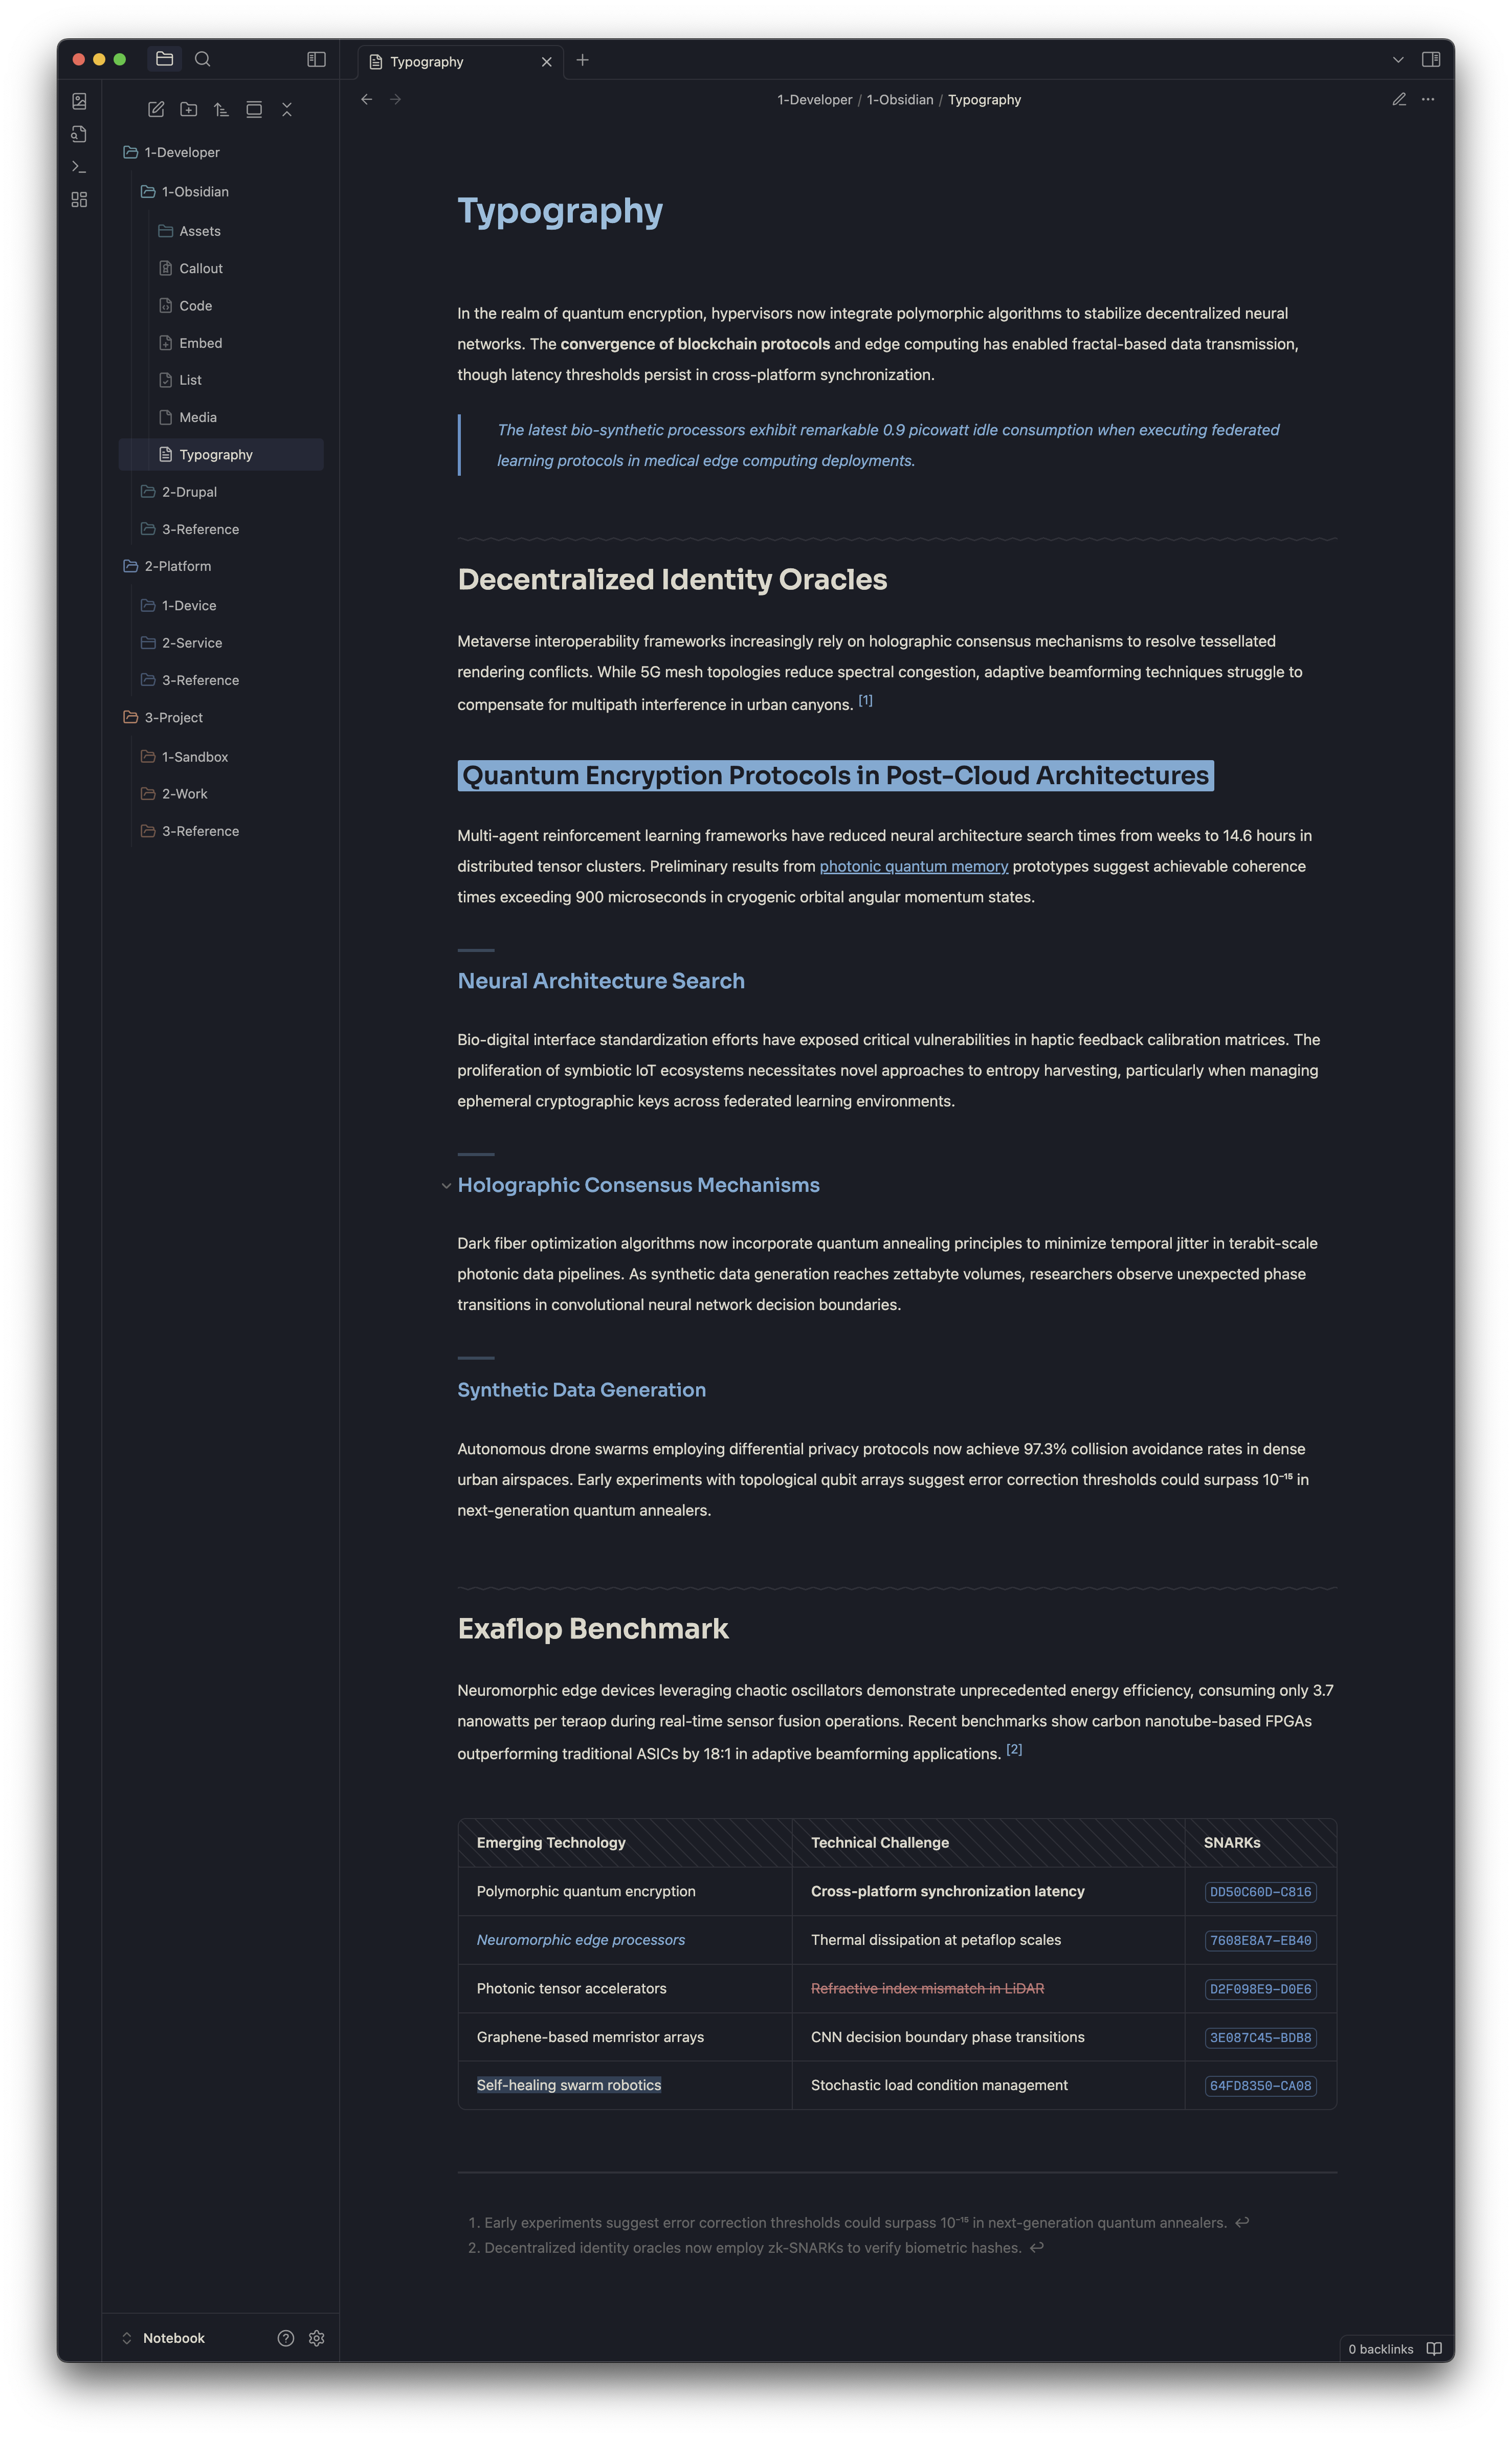 Typography
1-Developer / 1-Obsidian / Typography
1-Developer
1-Obsidian
Assets
Callout
Code
Embed
List
Media
Typography
2-Drupal
3-Reference
2-Platform
1-Device
2-Service
3-Reference
3-Project
1-Sandbox
2-Work
3-Reference
Notebook
Typography
In the realm of quantum encryption, hypervisors now integrate polymorphic algorithms to stabilize decentralized neural
networks. The convergence of blockchain protocols and edge computing has enabled fractal-based data transmission,
though latency thresholds persist in cross-platform synchronization.
The latest bio-synthetic processors exhibit remarkable 0.9 picowatt idle consumption when executing federated
learning protocols in medical edge computing deployments.
Decentralized Identity Oracles
Metaverse interoperability frameworks increasingly rely on holographic consensus mechanisms to resolve tessellated
rendering conflicts. While 5G mesh topologies reduce spectral congestion, adaptive beamforming techniques struggle to
compensate for multipath interference in urban canyons. [1]
Quantum Encryption Protocols in Post-Cloud Architectures
Multi-agent reinforcement learning frameworks have reduced neural architecture search times from weeks to 14.6 hours in
distributed tensor clusters. Preliminary results from photonic quantum memory prototypes suggest achievable coherence
times exceeding 900 microseconds in cryogenic orbital angular momentum states.
Neural Architecture Search
Bio-digital interface standardization efforts have exposed critical vulnerabilities in haptic feedback calibration matrices. The
proliferation of symbiotic IoT ecosystems necessitates novel approaches to entropy harvesting, particularly when managing
ephemeral cryptographic keys across federated learning environments.
Holographic Consensus Mechanisms
Dark fiber optimization algorithms now incorporate quantum annealing principles to minimize temporal jitter in terabit-scale
photonic data pipelines. As synthetic data generation reaches zettabyte volumes, researchers observe unexpected phase
transitions in convolutional neural network decision boundaries.
Synthetic Data Generation
Autonomous drone swarms employing differential privacy protocols now achieve 97.3% collision avoidance rates in dense
urban airspaces. Early experiments with topological qubit arrays suggest error correction thresholds could surpass 10⁻¹⁵ in
next-generation quantum annealers.
Exaflop Benchmark
Neuromorphic edge devices leveraging chaotic oscillators demonstrate unprecedented energy efficiency, consuming only 3.7
nanowatts per teraop during real-time sensor fusion operations. Recent benchmarks show carbon nanotube-based FPGAs
outperforming traditional ASICs by 18:1 in adaptive beamforming applications. [2]
Emerging Technology Technical Challenge SNARKs
Polymorphic quantum encryption Cross-platform synchronization latency DD50C60D-C816
Neuromorphic edge processors Thermal dissipation at petaflop scales 7608E8A7-EB40
Photonic tensor accelerators Refractive index mismatch in LiDAR D2F098E9-D0E6
Graphene-based memristor arrays CNN decision boundary phase transitions 3E087C45-BDB8
Self-healing swarm robotics Stochastic load condition management 64FD8350-CA08
1. Early experiments suggest error correction thresholds could surpass 10⁻¹⁵ in next-generation quantum annealers. ↩
2. Decentralized identity oracles now employ zk-SNARKs to verify biometric hashes. ↩
0 backlinks